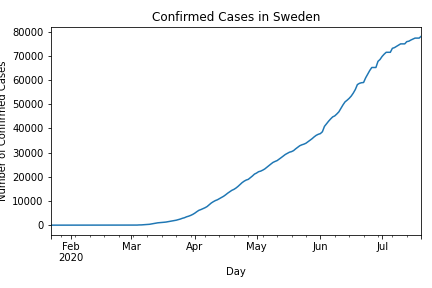 Confirmed Cases in Sweden
80000
70000
60000
50000
40000
30000
20000
10000
0
Number of Confirmed Cases
Feb
2020
Mar
Apr
May
Jun
Jul
Day